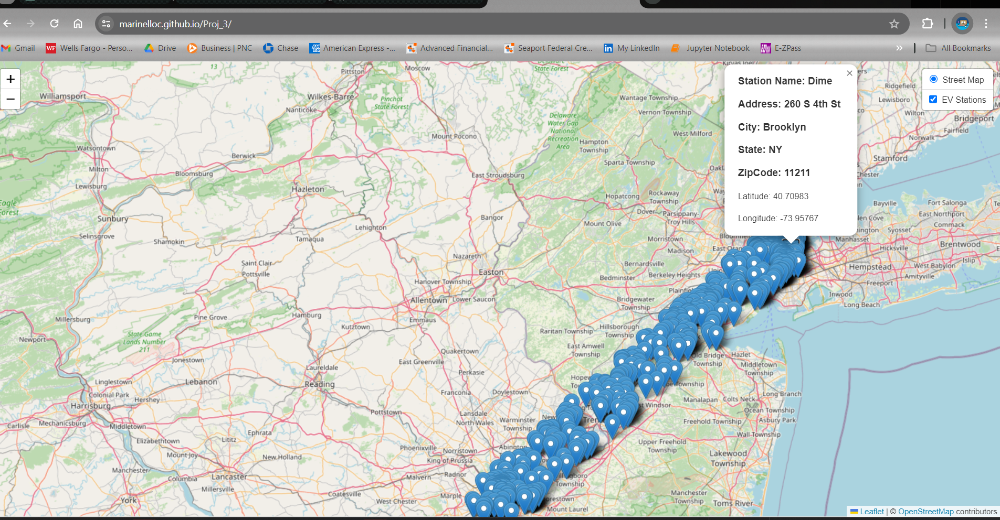 marinelloc.github.io/Proj_3/
Gmail
Wells Fargo - Perso...
Drive
Business | PNC
Chase
American Express -...
Advanced Financial...
Seaport Federal Cre...
My LinkedIn
Jupyter Notebook
E-ZPass
»
All Bookmarks
+
−
Station Name: Dime
Address: 260 S 4th St
City: Brooklyn
State: NY
ZipCode: 11211
Latitude: 40.70983
Longitude: -73.95767
×
Street Map
EV Stations
13
Pittston
Moscow
Delaware
State Forest
Ridgefield
Lewisboro
Williamsport
Wilkes-Barre
Nanticoke
Pinchot
State Forest
Wantage Township
Vernon Township
Wilton
Bridgeport
Fairfield
Norwalk
Delaware
Water Gap
National
Recreation
Area
Mount Pocono
West Milford
Hampton
Township
Watsontown
Berwick
Stamford
Sparta Township
Milton
Bloomsburg
East Stroudsburg
Lewisburg
Hazleton
Hopatcong
Rockaway
Township
Bayville
Fort Salonga
Eagle
Forest
Sunbury
Bangor
Dover
Parsippany-
Troy Hills
East Northport
Commack
Mount Olive
Lehighton
Selinsgrove
Shamokin
Tamaqua
Morristown
Madison
Syosset
Manhasset
Hicksville
Brentwood
Islip
Nazareth
Saint Clair
Pottsville
Bernardsville
Berkeley Heights
Hempstead
West Babylon
Amityville
Easton
Bedminster
Freeport
Hanover Township
Inwood
Long Beach
Allentown
Lower Saucon
Bridgewater
Township
Pine Grove
Hamburg
Emmaus
Millersburg
Kutztown
Raritan Township
Hillsborough
Township
Newport
State Game
Lands Number
211
East Amwell
Township
Quakertown
Jonestown
East Greenville
Old Bridge
Township
Hazlet
Middletown
Township
Laureldale
Reading
Perkasie
Linglestown
Lebanon
Colonial Park
Hershey
Harrisburg
Franconia
Doylestown
Long Branch
Manalapan
Colts Neck
Ocean Township
Asbury Park
Pottstown
Lansdale
North Wales
Warminster
Township
Freehold Township
Carlisle
Mechanicsburg
Middletown
Ephrata
Wall Township
Elizabethtown
Lititz
Upper Freehold
Township
Phoenixville
Norristown
King of Prussia
Abington
Lakewood
Township
Mount Joy
New Holland
Manchester
Columbia
Lancaster
Malvern
Radnor
Township
Millersville
Coatesville
West Chester
Marple
York
Mount Laurel
Manchester
Township
Toms River
Leaflet | © OpenStreetMap contributors